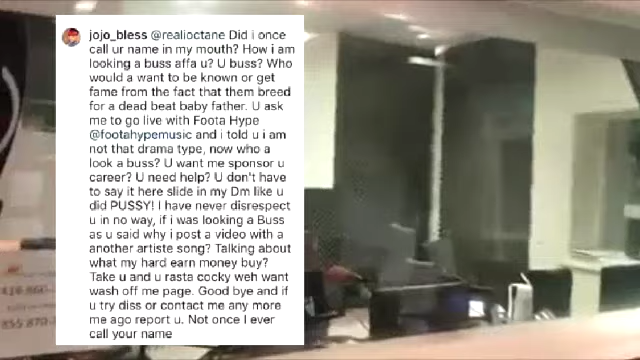 jojo_bless @realioctane Did i once
call ur name in my mouth? How i am
looking a buss affa u? U buss? Who
would a want to be known or get
fame from the fact that them breed
for a dead beat baby father. U ask
me to go live with Foota Hype
@footahypemusic and i told u i am
not that drama type, now who a
look a buss? U want me sponsor u
career? U need help? U don't have
to say it here slide in my Dm like u
did PUSSY! I have never disrespect
u in no way, if i was looking a Buss
as u said why i post a video with a
another artiste song? Talking about
what my hard earn money buy?
Take u and u rasta cocky weh want
wash off me page. Good bye and if
u try diss or contact me any more
me ago report u. Not once I ever
call your name
416-860-
855-870-